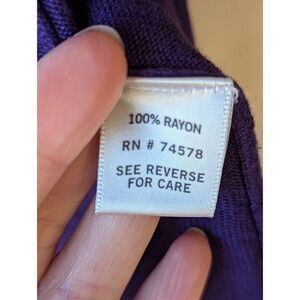 100% RAYON
RN # 74578
SEE REVERSE
FOR CARE